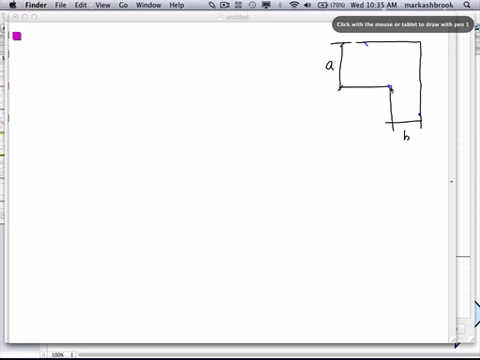 Finder File Edit View Go Window Help (70%) Wed 10:35 AM markashbrook
untitled
Click with the mouse or tablet to draw with pen 1
a
b
100% 1